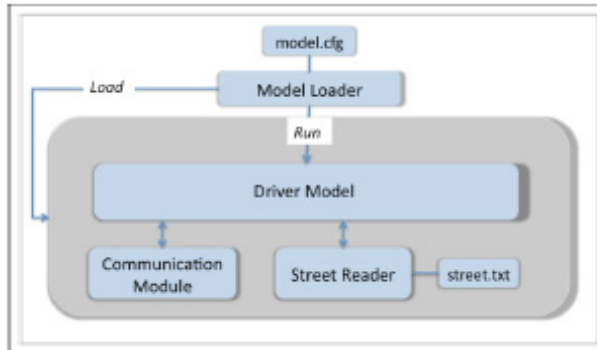 model.cfg
Load
Model Loader
Run
Driver Model
Communication
Module
Street Reader
street.txt